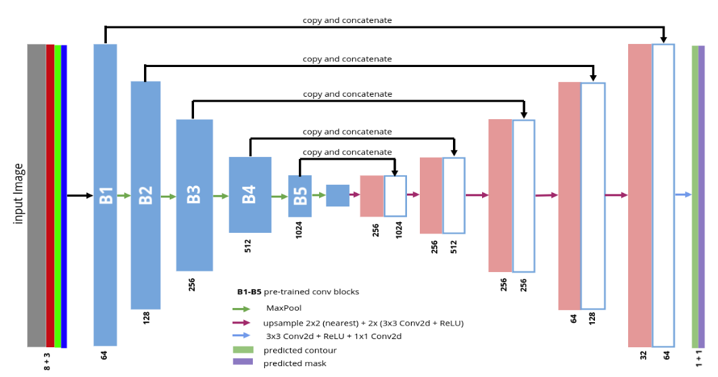 copy and concatenate
copy and concatenate
copy and concatenate
copy and concatenate
copy and concatenate
input Image
B1
B2
B3
B4
B5
8 + 3
64
128
256
512
1024
256
1024
256
512
256
256
64
128
32
64
1 + 1
B1-B5 pre-trained conv blocks
MaxPool
upsample 2x2 (nearest) + 2x (3x3 Conv2d + ReLU)
3x3 Conv2d + ReLU + 1x1 Conv2d
predicted contour
predicted mask